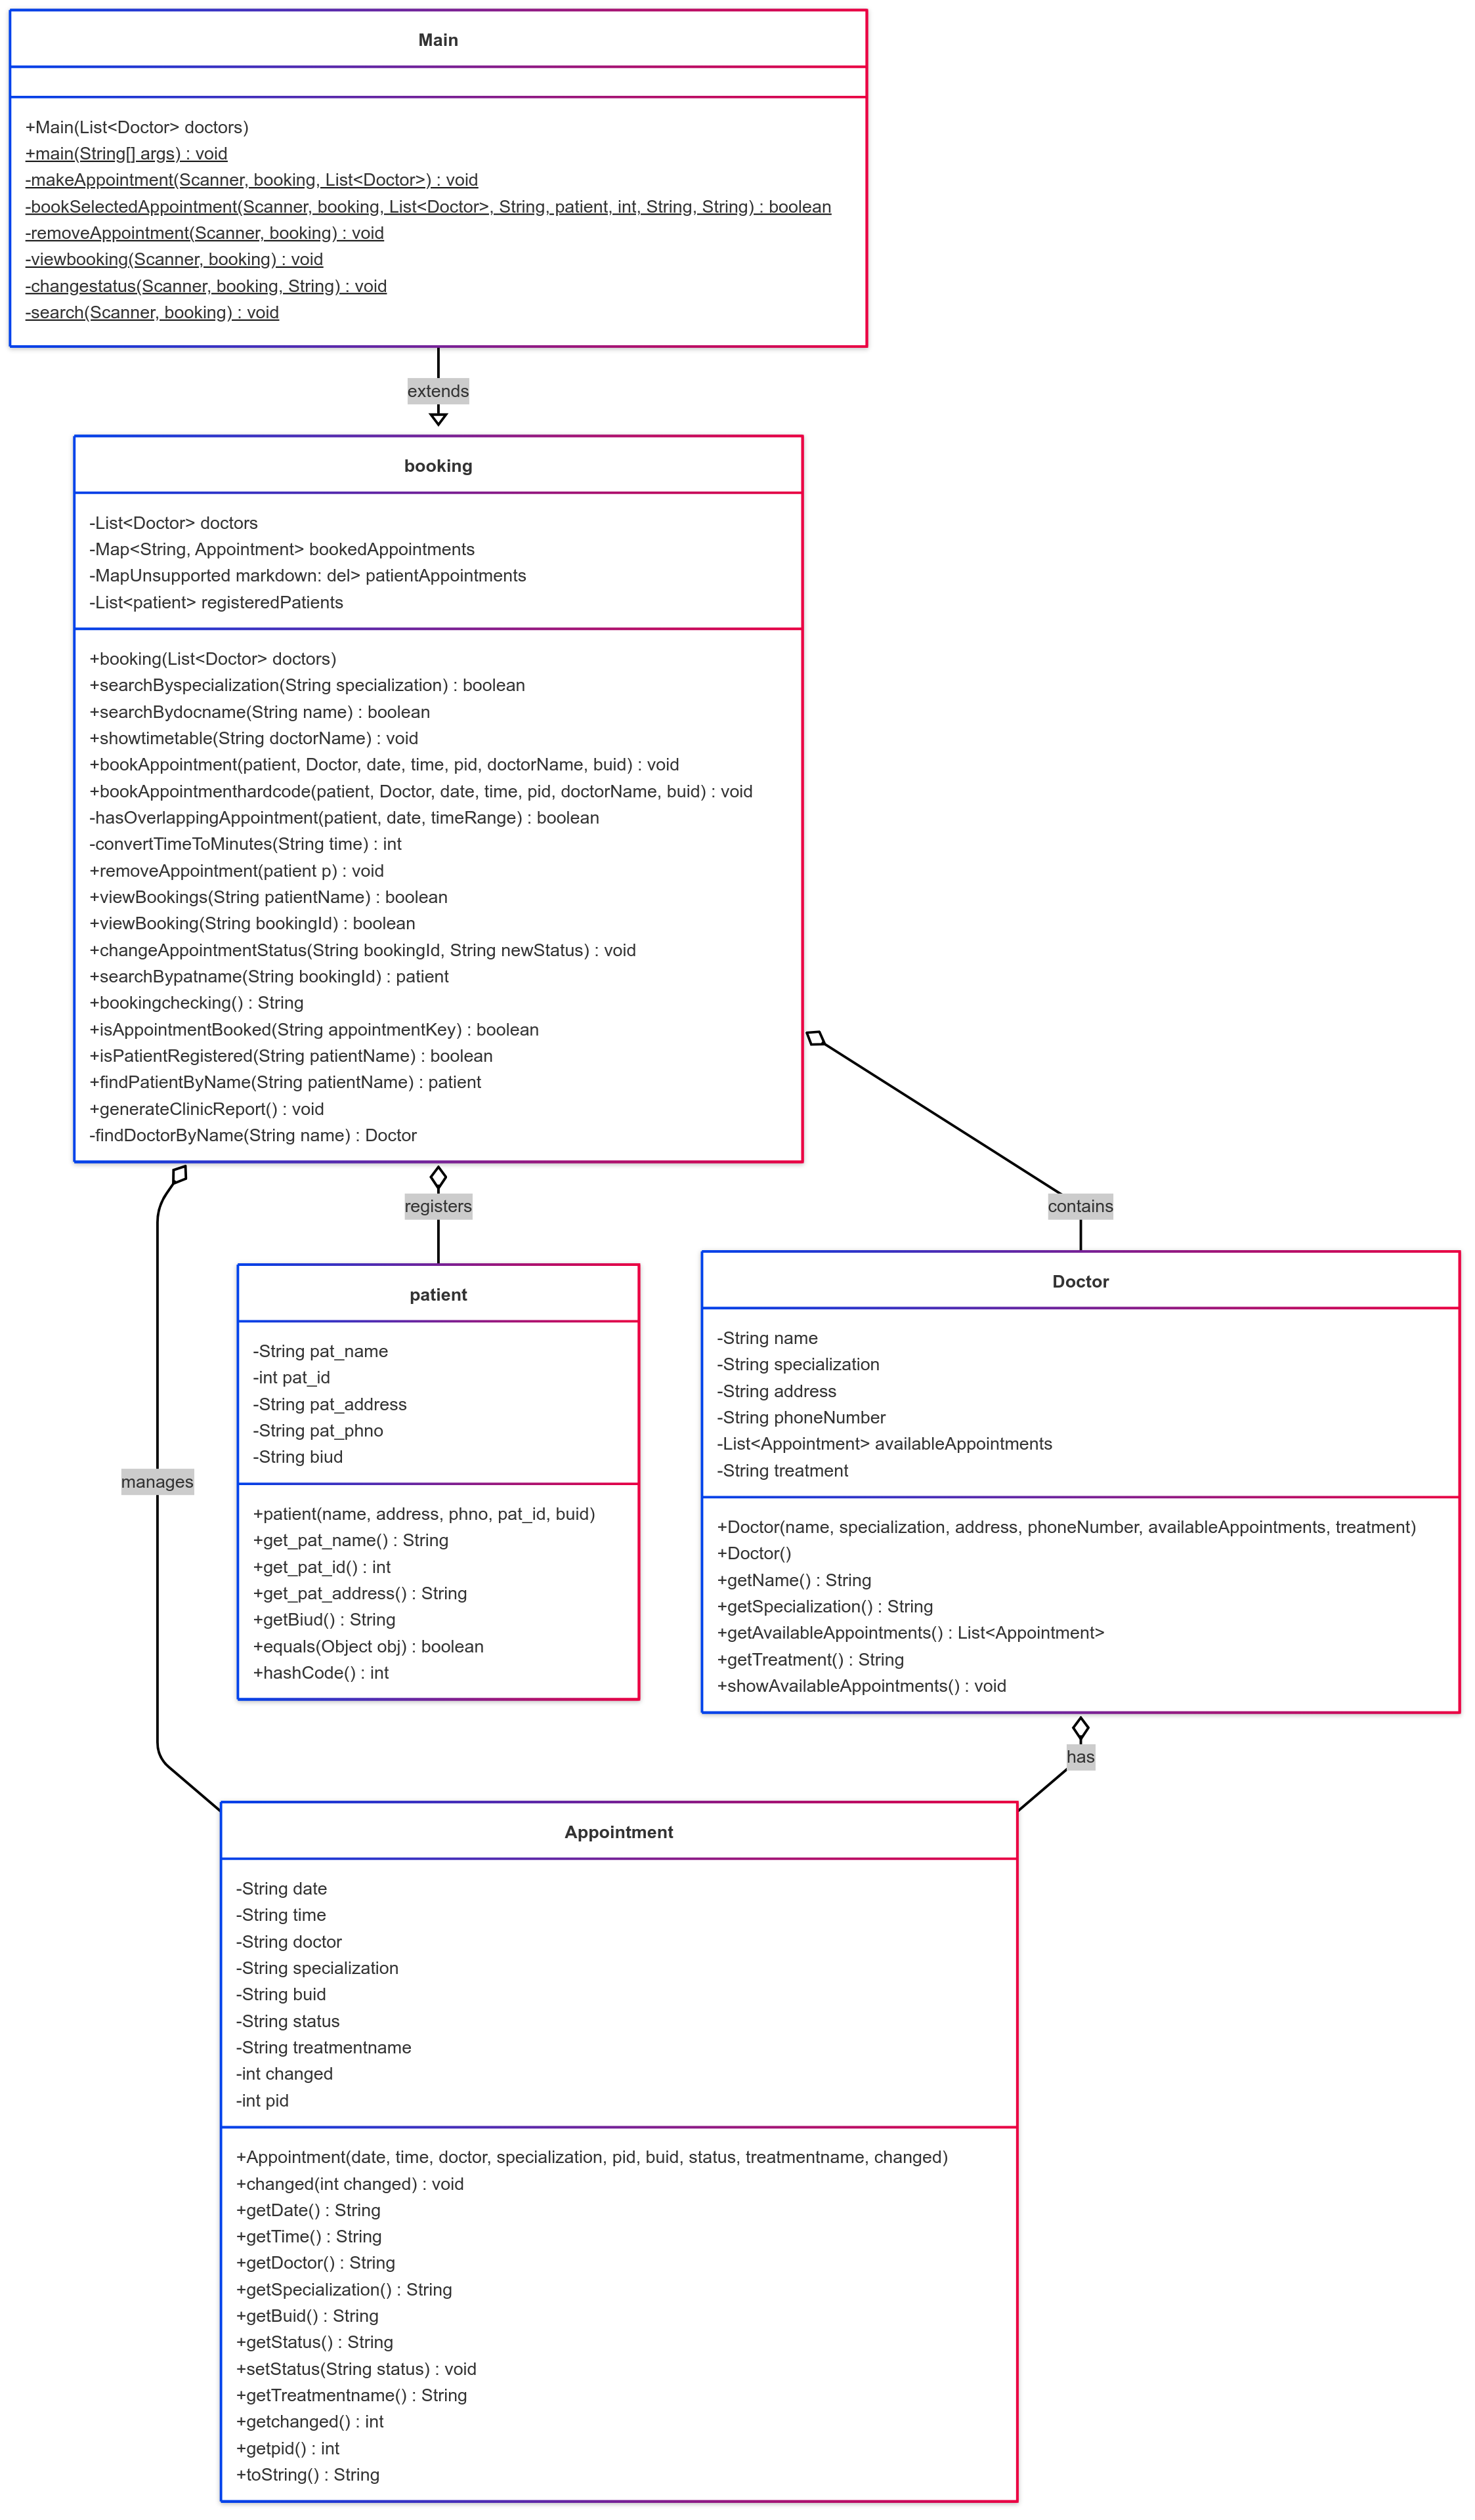 Main
+Main(List<Doctor> doctors)
+main(String[] args) : void
-makeAppointment(Scanner, booking, List<Doctor>) : void
-bookSelectedAppointment(Scanner, booking, List<Doctor>, String, patient, int, String, String) : boolean
-removeAppointment(Scanner, booking) : void
-viewbooking(Scanner, booking) : void
-changestatus(Scanner, booking, String) : void
-search(Scanner, booking) : void
extends
booking
-List<Doctor> doctors
-Map<String, Appointment> bookedAppointments
-MapUnsupported markdown: del> patientAppointments
-List<patient> registeredPatients
+booking(List<Doctor> doctors)
+searchByspecialization(String specialization) : boolean
+searchBydocname(String name) : boolean
+showtimetable(String doctorName) : void
+bookAppointment(patient, Doctor, date, time, pid, doctorName, buid) : void
+bookAppointmenthardcode(patient, Doctor, date, time, pid, doctorName, buid) : void
-hasOverlappingAppointment(patient, date, timeRange) : boolean
-convertTimeToMinutes(String time) : int
+removeAppointment(patient p) : void
+viewBookings(String patientName) : boolean
+viewBooking(String bookingId) : boolean
+changeAppointmentStatus(String bookingId, String newStatus) : void
+searchBypatname(String bookingId) : patient
+bookingchecking() : String
+isAppointmentBooked(String appointmentKey) : boolean
+isPatientRegistered(String patientName) : boolean
+findPatientByName(String patientName) : patient
+generateClinicReport() : void
-findDoctorByName(String name) : Doctor
registers
contains
patient
-String pat_name
-int pat_id
-String pat_address
-String pat_phno
-String biud
+patient(name, address, phno, pat_id, buid)
+get_pat_name() : String
+get_pat_id() : int
+get_pat_address() : String
+getBiud() : String
+equals(Object obj) : boolean
+hashCode() : int
Doctor
-String name
-String specialization
-String address
-String phoneNumber
-List<Appointment> availableAppointments
-String treatment
+Doctor(name, specialization, address, phoneNumber, availableAppointments, treatment)
+Doctor()
+getName() : String
+getSpecialization() : String
+getAvailableAppointments() : List<Appointment>
+getTreatment() : String
+showAvailableAppointments() : void
manages
has
Appointment
-String date
-String time
-String doctor
-String specialization
-String buid
-String status
-String treatmentname
-int changed
-int pid
+Appointment(date, time, doctor, specialization, pid, buid, status, treatmentname, changed)
+changed(int changed) : void
+getDate() : String
+getTime() : String
+getDoctor() : String
+getSpecialization() : String
+getBuid() : String
+getStatus() : String
+setStatus(String status) : void
+getTreatmentname() : String
+getchanged() : int
+getpid() : int
+toString() : String